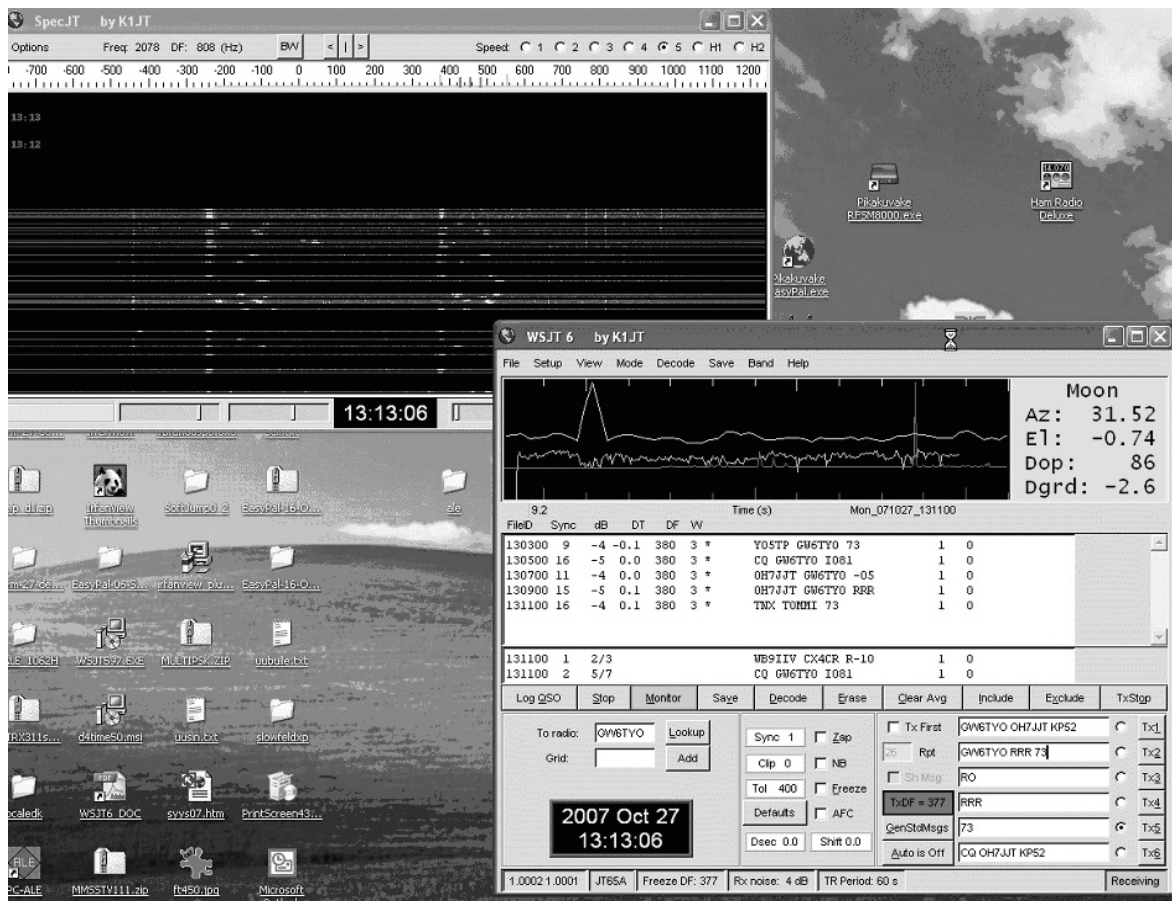 SpecJT by K1JT
Options Freq: 2078 DF: 808 (Hz) BW < | > Speed: 1 2 3 4 5 H1 H2
-700 -600 -500 -400 -300 -200 -100 0 100 200 300 400 500 600 700 800 900 1000 1100 1200
13:13
13:12
Pikakuvake
RFSM8000.exe
Ham Radio
Deluxe
Pikakuvake
13:13:06
WSJT 6 by K1JT
File Setup View Mode Decode Save Band Help
Moon
Az: 31.52
El: -0.74
Dop: 86
Dgrd: -2.6
9.2 Time (s) Mon_071027_131100
FileID Sync dB DT DF W
130300 9 -4 -0.1 380 3 * YO5TP GW6TYO 73 1 0
130500 16 -5 0.0 380 3 * CQ GW6TYO IO81 1 0
130700 11 -4 0.0 380 3 * OH7JJT GW6TYO -05 1 0
130900 15 -5 0.1 380 3 * OH7JJT GW6TYO RRR 1 0
131100 16 -4 0.1 380 3 * TNX TOMMI 73 1 0
131100 1 2/3 WB9IIV CX4CR R-10 1 0
131100 2 5/7 CQ GW6TYO IO81 1 0
Log QSO Stop Monitor Save Decode Erase Clear Avg Include Exclude TxStop
To radio: GW6TYO Lookup
Grid: Add
2007 Oct 27
13:13:06
Sync 1 Zap
Clip 0 NB
Tol 400 Freeze
Defaults AFC
Dsec 0.0 Shift 0.0
Tx First GW6TYO OH7JJT KP52 Tx1
26 Rpt GW6TYO RRR 73 Tx2
Sh Msg RO Tx3
TxDF = 377 RRR Tx4
GenStdMsgs 73 Tx5
Auto is Off CQ OH7JJT KP52 Tx6
1.0002 1.0001 JT65A Freeze DF: 377 Rx noise: 4 dB TR Period: 60 s Receiving
IrfanView
Thumbnails
SoftJump0_2
EasyPal-16-O...
ale
EasyPal-06-S...
irfanview_plu...
EasyPal-16-O...
WSJT597.EXE
MULTIPSK.ZIP
uubule.txt
d4time50.msi
uusin.txt
slowfeldxp
WSJT6_DOC
syys07.htm
PrintScreen43...
ALE
PC-ALE
MMSSTV111.zip
ft450.jpg
Microsoft